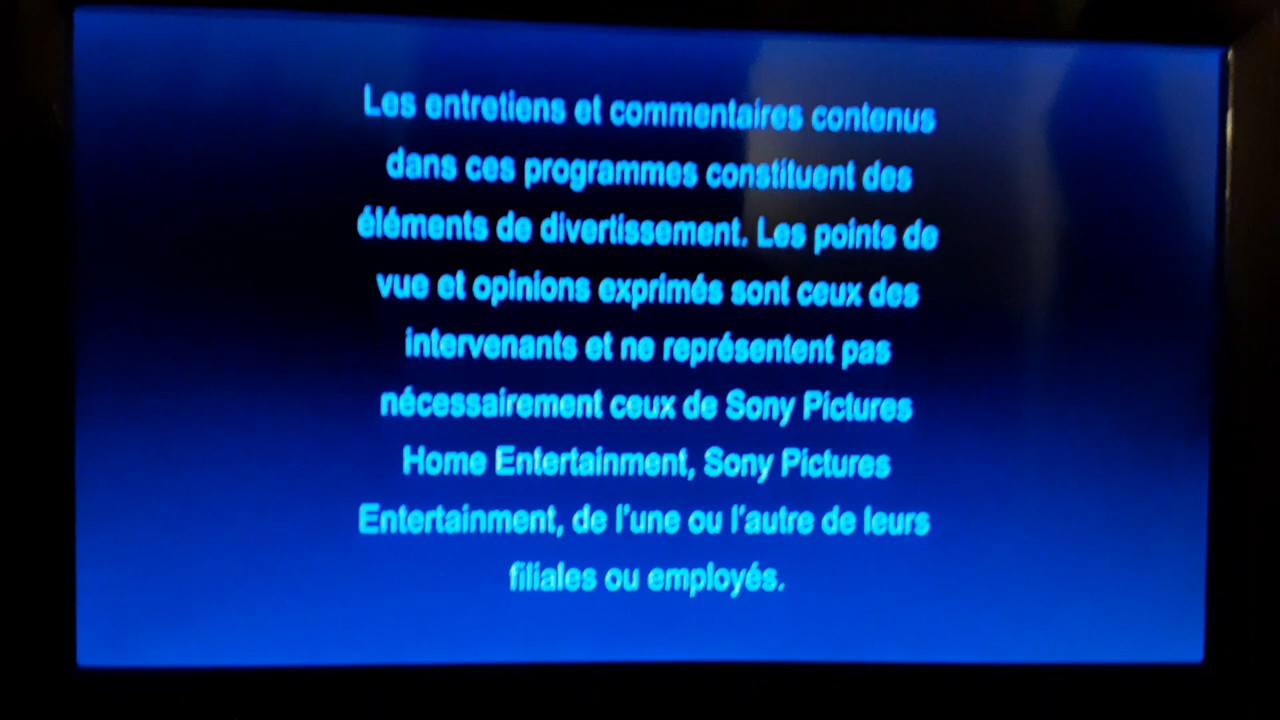 Les entretiens et commentaires contenus
dans ces programmes constituent des
éléments de divertissement. Les points de
vue et opinions exprimés sont ceux des
intervenants et ne représentent pas
nécessairement ceux de Sony Pictures
Home Entertainment, Sony Pictures
Entertainment, de l'une ou l'autre de leurs
filiales ou employés.